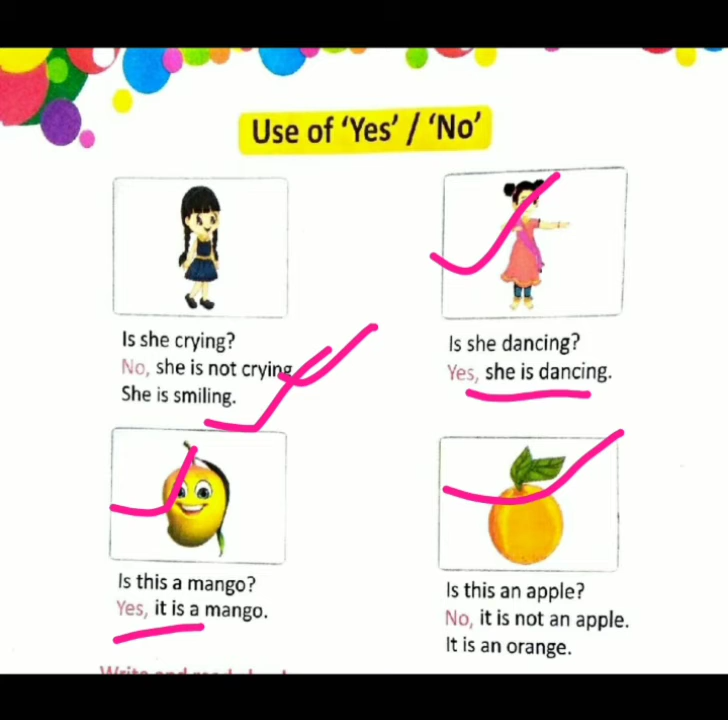 Use of ‘Yes’ / ‘No’
Is she crying?
No, she is not crying
She is smiling.
Is she dancing?
Yes, she is dancing.
Is this a mango?
Yes, it is a mango.
Is this an apple?
No, it is not an apple.
It is an orange.